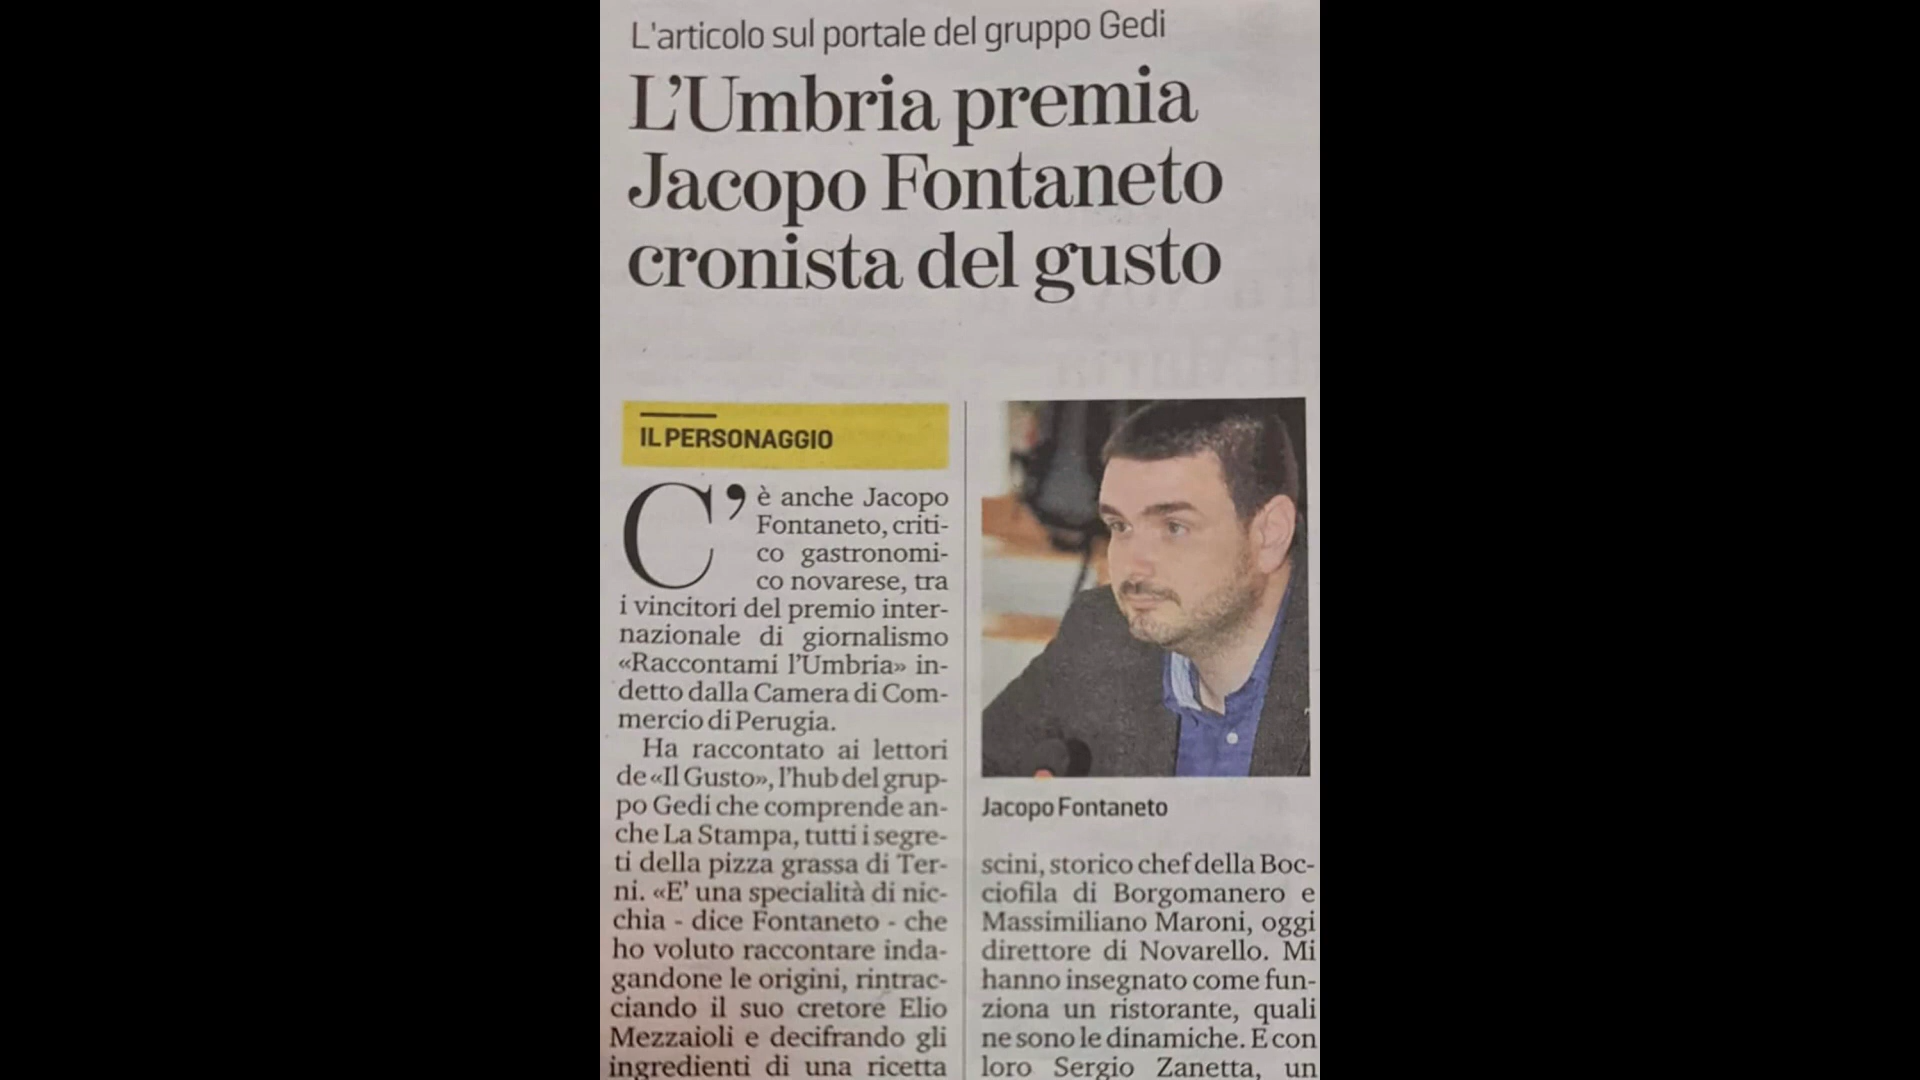 L'articolo sul portale del gruppo Gedi
L'Umbria premia
Jacopo Fontaneto
cronista del gusto
IL PERSONAGGIO
C'è anche Jacopo
Fontaneto, criti-
co gastronomi-
co novarese, tra
i vincitori del premio inter-
nazionale di giornalismo
«Raccontami l'Umbria» in-
detto dalla Camera di Com-
mercio di Perugia.
Ha raccontato ai lettori
de «Il Gusto», l'hub del grup-
po Gedi che comprende an-
che La Stampa, tutti i segre-
ti della pizza grassa di Ter-
ni. «E' una specialità di nic-
chia - dice Fontaneto - che
ho voluto raccontare inda-
gandone le origini, rintrac-
ciando il suo cretore Elio
Mezzaioli e decifrando gli
ingredienti di una ricetta
Jacopo Fontaneto
scini, storico chef della Boc-
ciofila di Borgomanero e
Massimiliano Maroni, oggi
direttore di Novarello. Mi
hanno insegnato come fun-
ziona un ristorante, quali
ne sono le dinamiche. E con
loro Sergio Zanetta, un